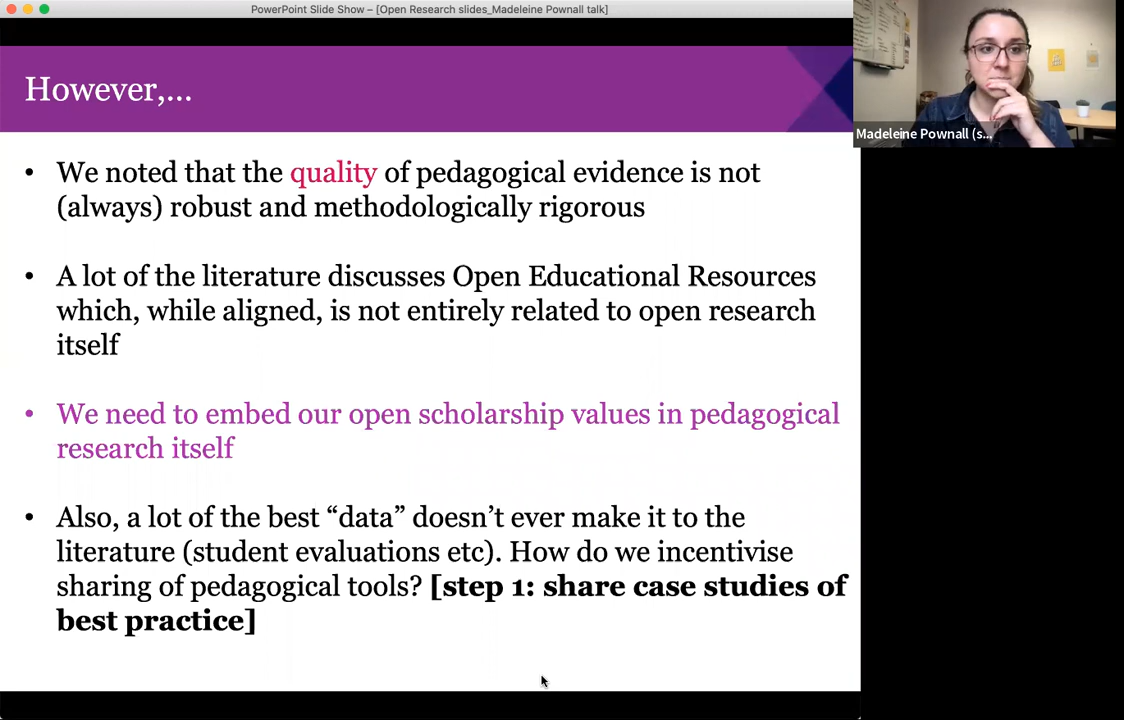 PowerPoint Slide Show – [Open Research slides_Madeleine Pownall talk]
However,...
• We noted that the quality of pedagogical evidence is not
(always) robust and methodologically rigorous
• A lot of the literature discusses Open Educational Resources
which, while aligned, is not entirely related to open research
itself
• We need to embed our open scholarship values in pedagogical
research itself
• Also, a lot of the best “data” doesn’t ever make it to the
literature (student evaluations etc). How do we incentivise
sharing of pedagogical tools? [step 1: share case studies of
best practice]
Madeleine Pownall (s...